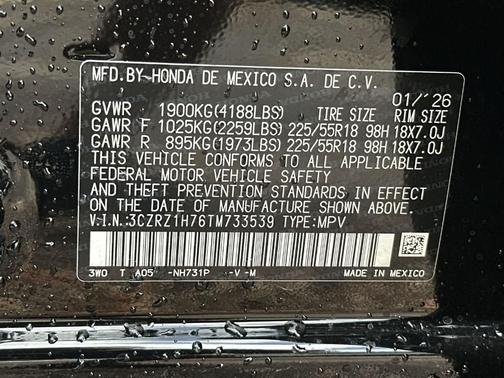 MFD.BY HONDA DE MEXICO S.A. DE C.V.
01/'26
GVWR 1900KG(4188LBS) TIRE SIZE RIM SIZE
GAWR F 1025KG(2259LBS) 225/55R18 98H 18X7.0J
GAWR R 895KG(1973LBS) 225/55R18 98H 18X7.0J
THIS VEHICLE CONFORMS TO ALL APPLICABLE
FEDERAL MOTOR VEHICLE SAFETY
AND THEFT PREVENTION STANDARDS IN EFFECT
ON THE DATE OF MANUFACTURE SHOWN ABOVE.
V.I.N.:3CZRZ1H76TM733539 TYPE:MPV
3W0 T A05 -NH731P -V -M
MADE IN MEXICO